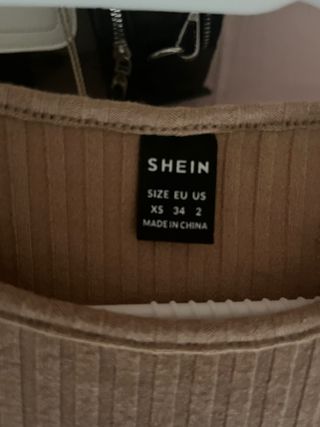 SHEIN
SIZE EU US
XS 34 2
MADE IN CHINA